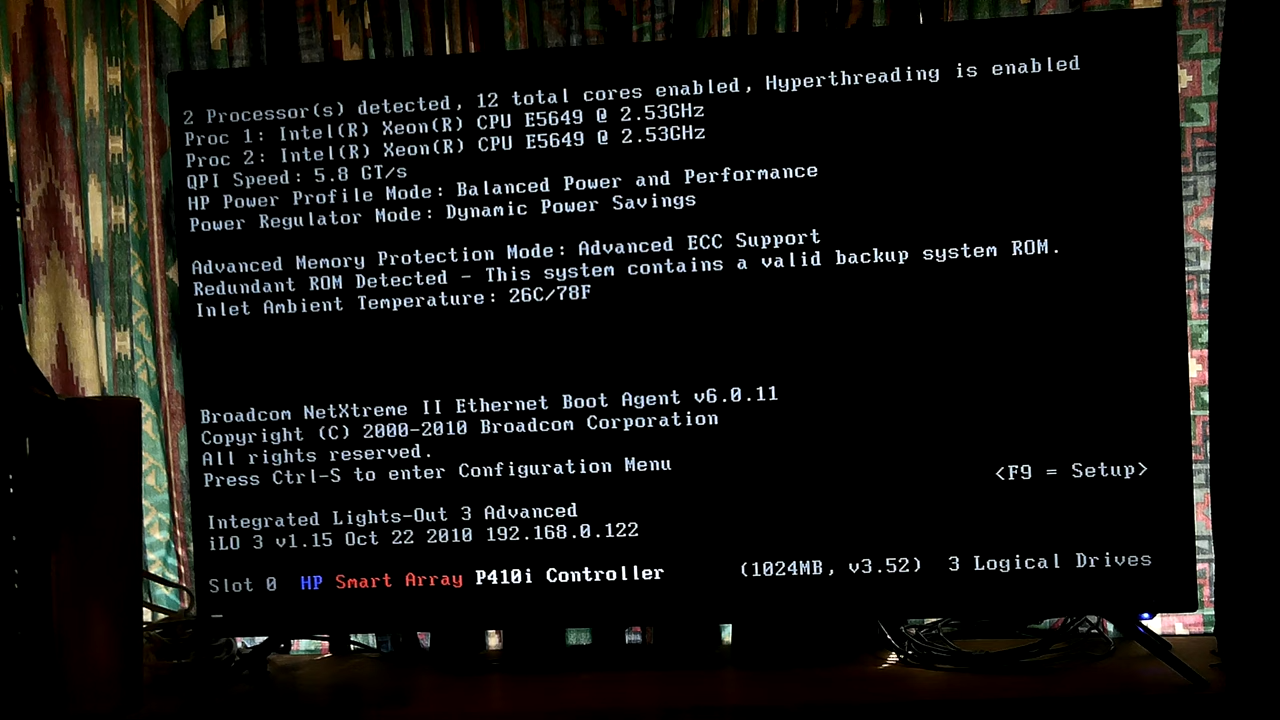 2 Processor(s) detected, 12 total cores enabled, Hyperthreading is enabled
Proc 1: Intel(R) Xeon(R) CPU E5649 @ 2.53GHz
Proc 2: Intel(R) Xeon(R) CPU E5649 @ 2.53GHz
QPI Speed: 5.8 GT/s
HP Power Profile Mode: Balanced Power and Performance
Power Regulator Mode: Dynamic Power Savings
Advanced Memory Protection Mode: Advanced ECC Support
Redundant ROM Detected - This system contains a valid backup system ROM.
Inlet Ambient Temperature: 26C/78F
Broadcom NetXtreme II Ethernet Boot Agent v6.0.11
Copyright (C) 2000-2010 Broadcom Corporation
All rights reserved.
Press Ctrl-S to enter Configuration Menu
<F9 = Setup>
Integrated Lights-Out 3 Advanced
iLO 3 v1.15 Oct 22 2010 192.168.0.122
Slot 0 HP Smart Array P410i Controller (1024MB, v3.52) 3 Logical Drives